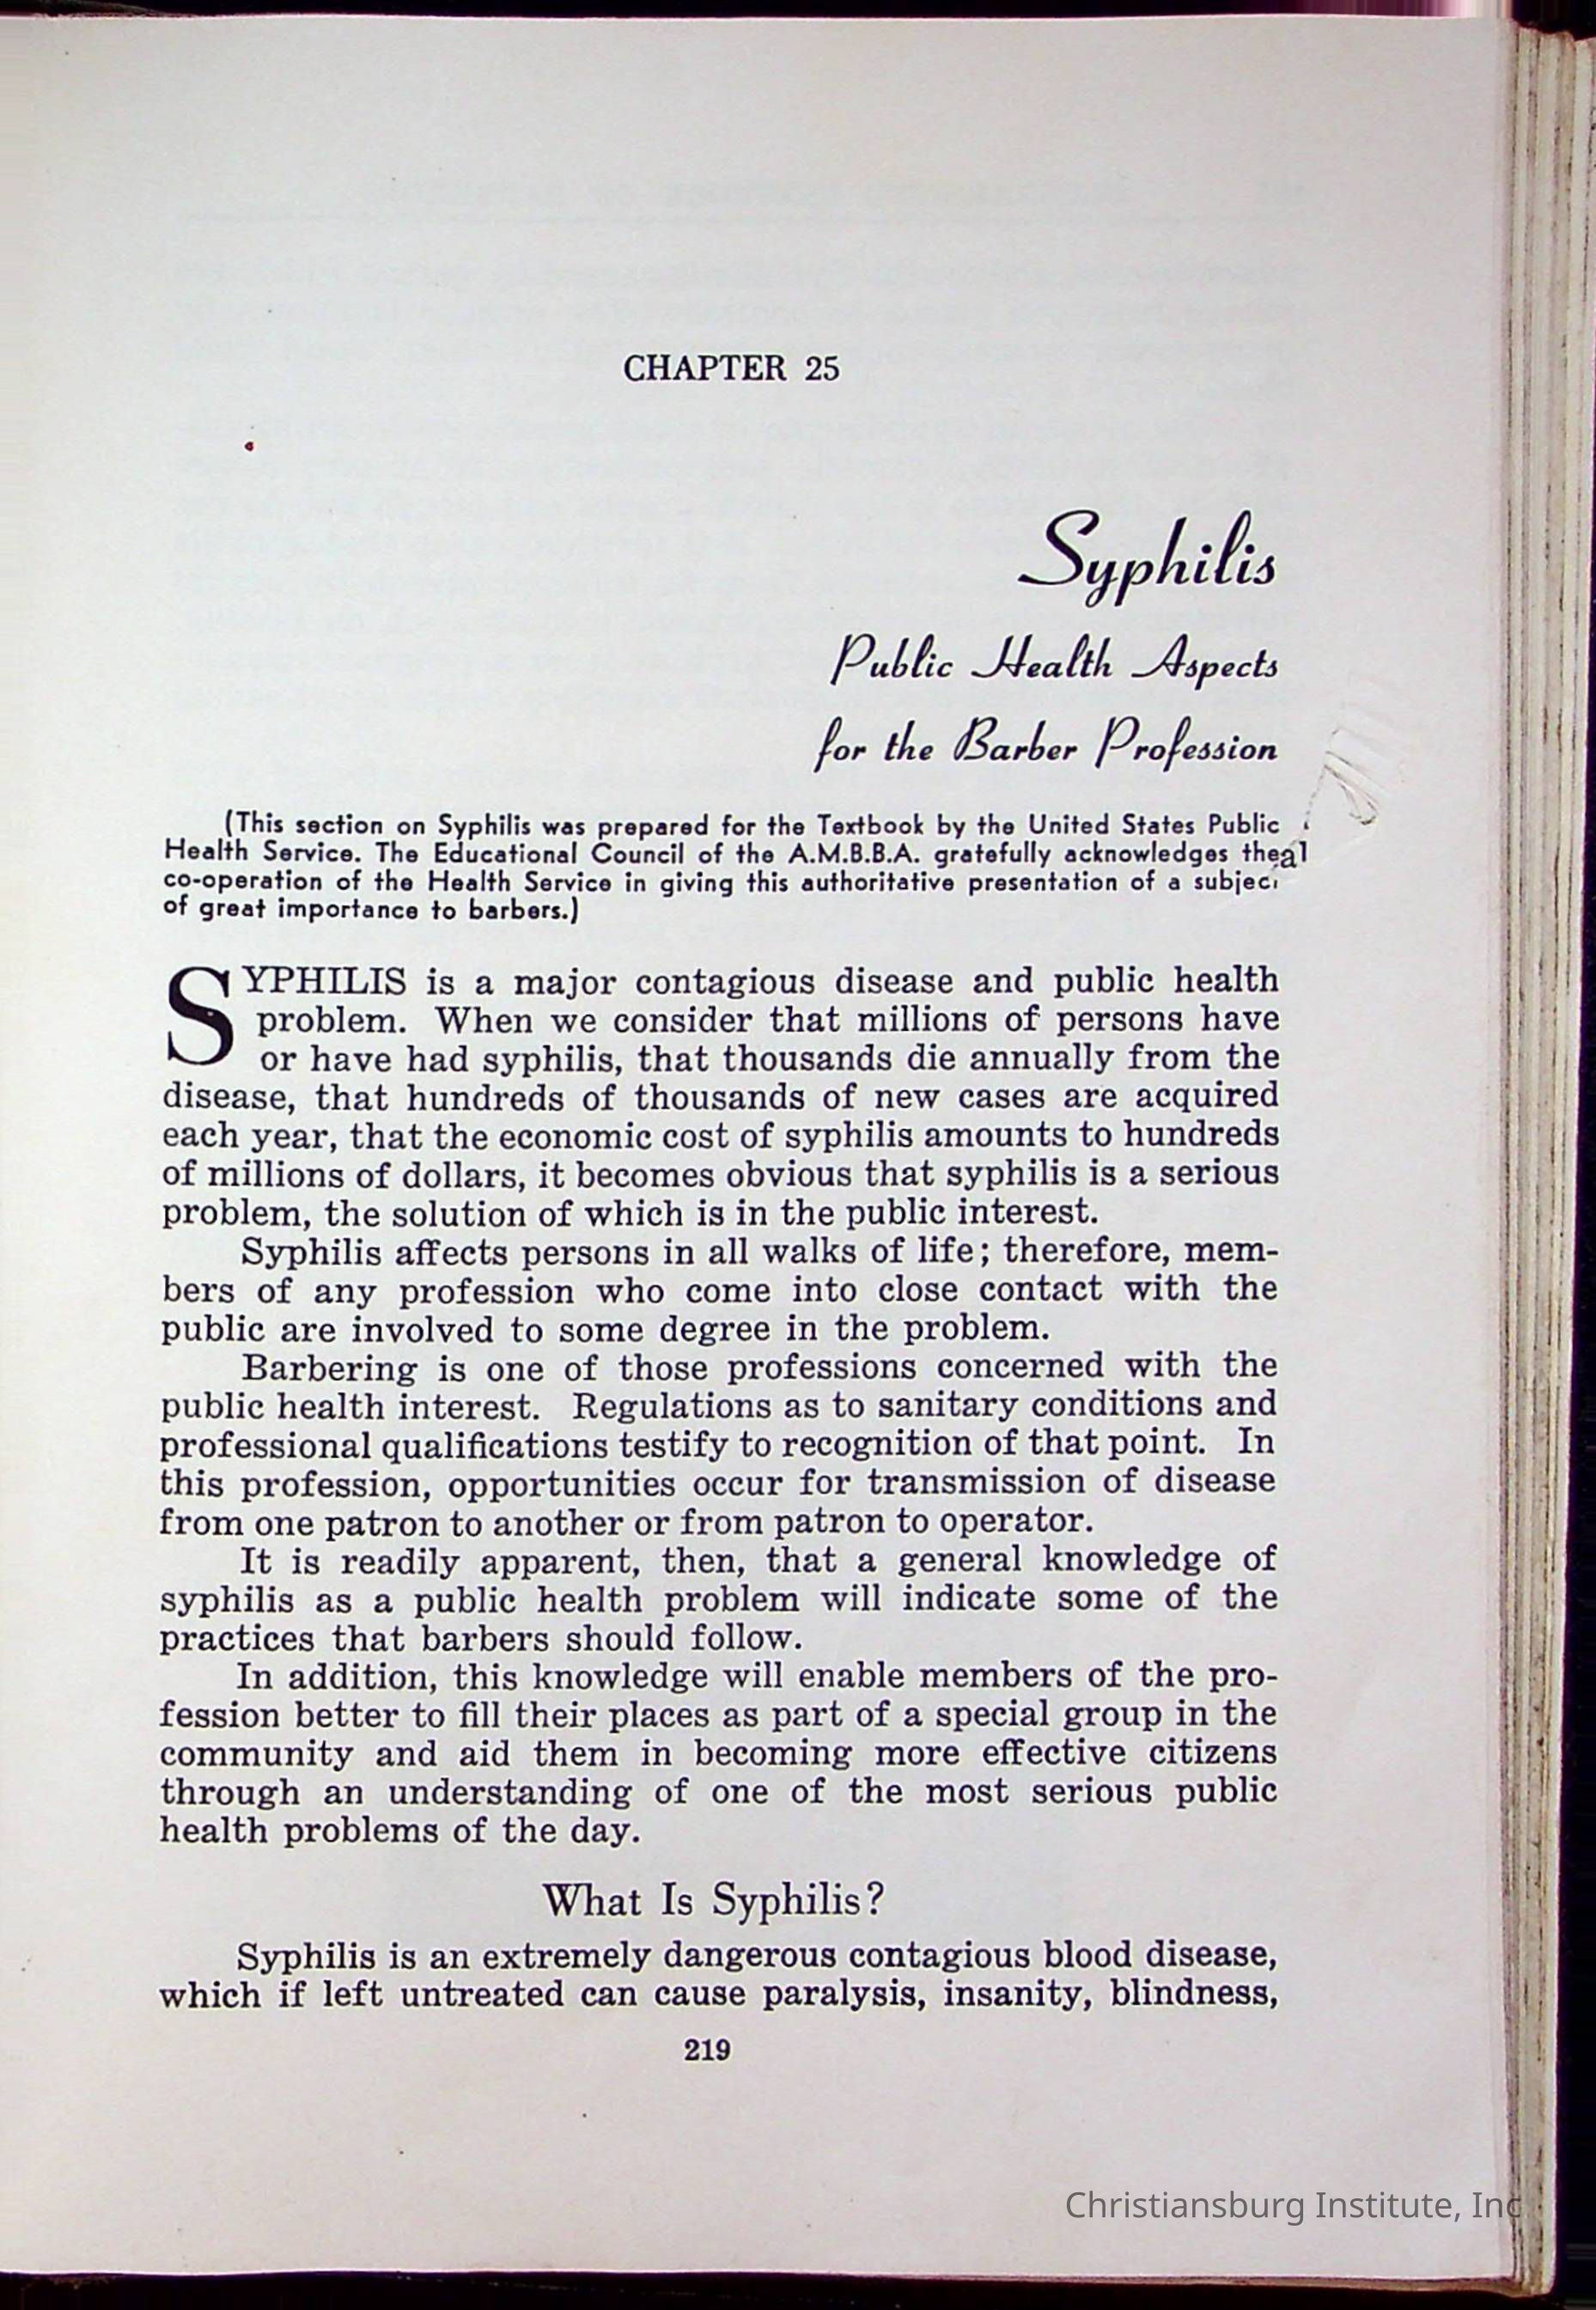 CHAPTER 25
Syphilis
Public Health Aspects
for the Barber Profession
(This section on Syphilis was prepared for the Textbook by the United States Public
Health Service. The Educational Council of the A.M.B.B.A. gratefully acknowledges the
co-operation of the Health Service in giving this authoritative presentation of a subject
of great importance to barbers.)
SYPHILIS is a major contagious disease and public health
problem. When we consider that millions of persons have
or have had syphilis, that thousands die annually from the
disease, that hundreds of thousands of new cases are acquired
each year, that the economic cost of syphilis amounts to hundreds
of millions of dollars, it becomes obvious that syphilis is a serious
problem, the solution of which is in the public interest.
Syphilis affects persons in all walks of life; therefore, mem-
bers of any profession who come into close contact with the
public are involved to some degree in the problem.
Barbering is one of those professions concerned with the
public health interest. Regulations as to sanitary conditions and
professional qualifications testify to recognition of that point. In
this profession, opportunities occur for transmission of disease
from one patron to another or from patron to operator.
It is readily apparent, then, that a general knowledge of
syphilis as a public health problem will indicate some of the
practices that barbers should follow.
In addition, this knowledge will enable members of the pro-
fession better to fill their places as part of a special group in the
community and aid them in becoming more effective citizens
through an understanding of one of the most serious public
health problems of the day.
What Is Syphilis?
Syphilis is an extremely dangerous contagious blood disease,
which if left untreated can cause paralysis, insanity, blindness,
219
Christiansburg Institute, Inc